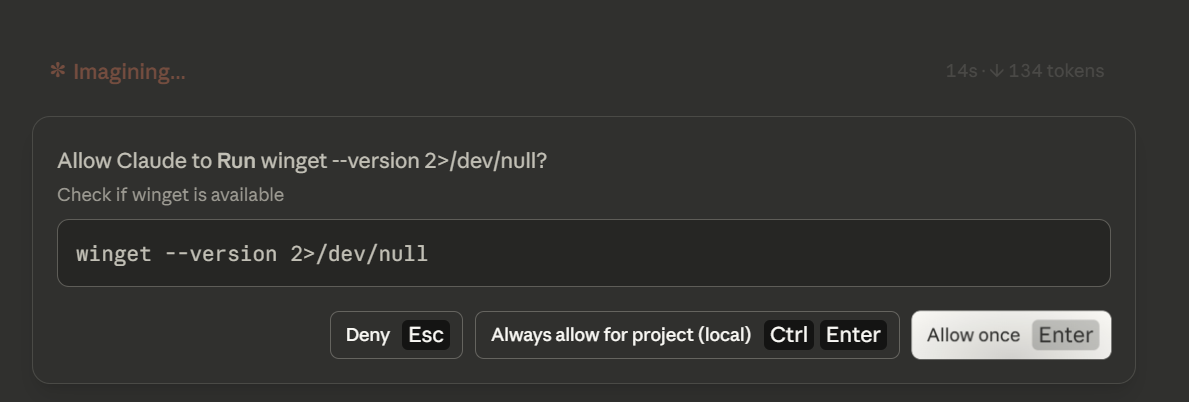 ✻ Imagining...
14s · ↓ 134 tokens
Allow Claude to Run winget --version 2>/dev/null?
Check if winget is available
winget --version 2>/dev/null
Deny Esc
Always allow for project (local) Ctrl Enter
Allow once Enter